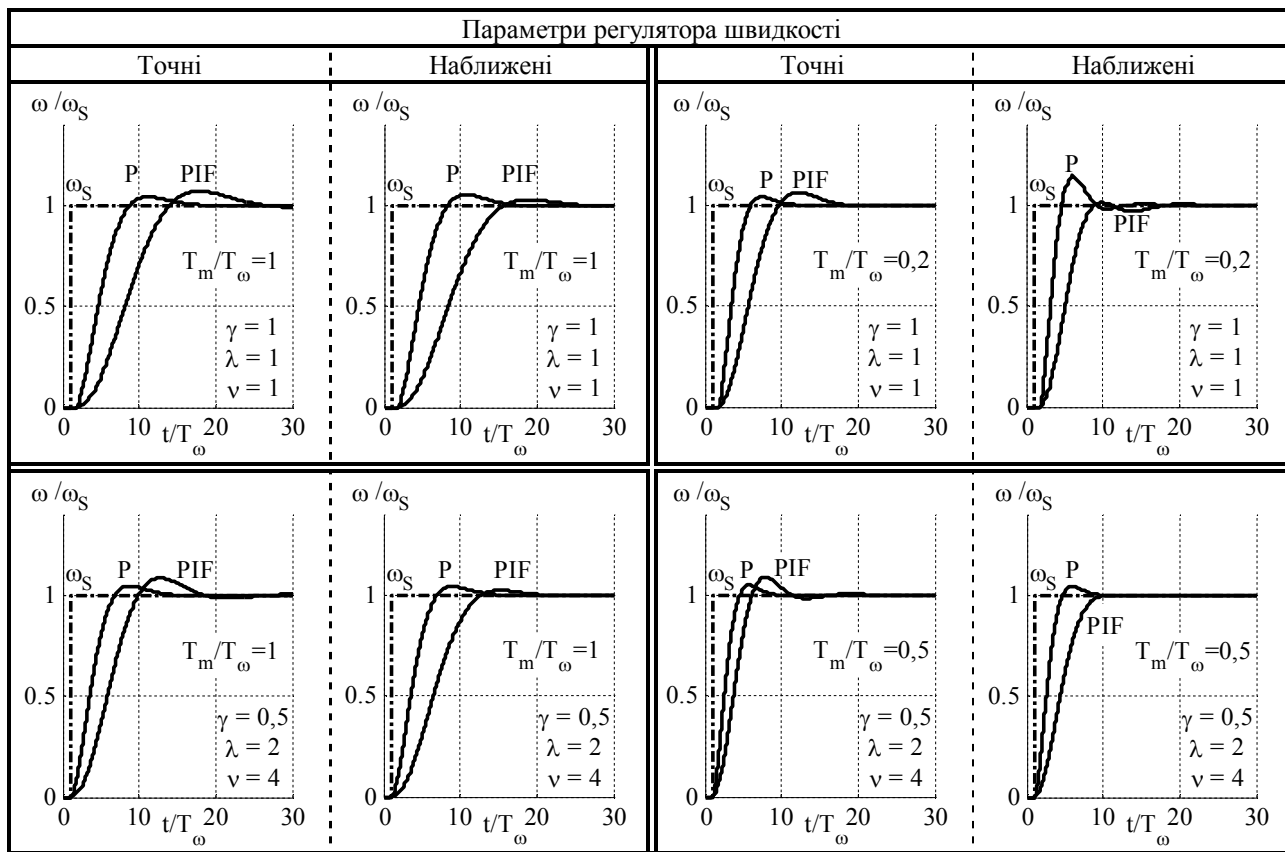 Параметри регулятора швидкості
Точні Наближені Точні Наближені
ω /ω_S
1
0.5
0
ω_S P PIF
T_m/T_ω=1
γ = 1
λ = 1
ν = 1
0 10 20 30
t/T_ω
ω /ω_S
1
0.5
0
ω_S P PIF
T_m/T_ω=1
γ = 1
λ = 1
ν = 1
0 10 20 30
t/T_ω
ω /ω_S
1
0.5
0
ω_S P PIF
T_m/T_ω=0,2
γ = 1
λ = 1
ν = 1
0 10 20 30
t/T_ω
ω /ω_S
1
0.5
0
P
ω_S
PIF
T_m/T_ω=0,2
γ = 1
λ = 1
ν = 1
0 10 20 30
t/T_ω
ω /ω_S
1
0.5
0
ω_S P PIF
T_m/T_ω=1
γ = 0,5
λ = 2
ν = 4
0 10 20 30
t/T_ω
ω /ω_S
1
0.5
0
ω_S P PIF
T_m/T_ω=1
γ = 0,5
λ = 2
ν = 4
0 10 20 30
t/T_ω
ω /ω_S
1
0.5
0
ω_S P PIF
T_m/T_ω=0,5
γ = 0,5
λ = 2
ν = 4
0 10 20 30
t/T_ω
ω /ω_S
1
0.5
0
ω_S P
PIF
T_m/T_ω=0,5
γ = 0,5
λ = 2
ν = 4
0 10 20 30
t/T_ω